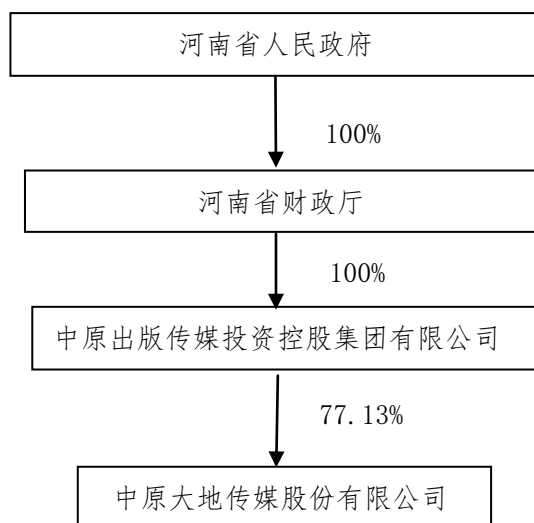 河南省人民政府
100%
河南省财政厅
100%
中原出版传媒投资控股集团有限公司
77.13%
中原大地传媒股份有限公司